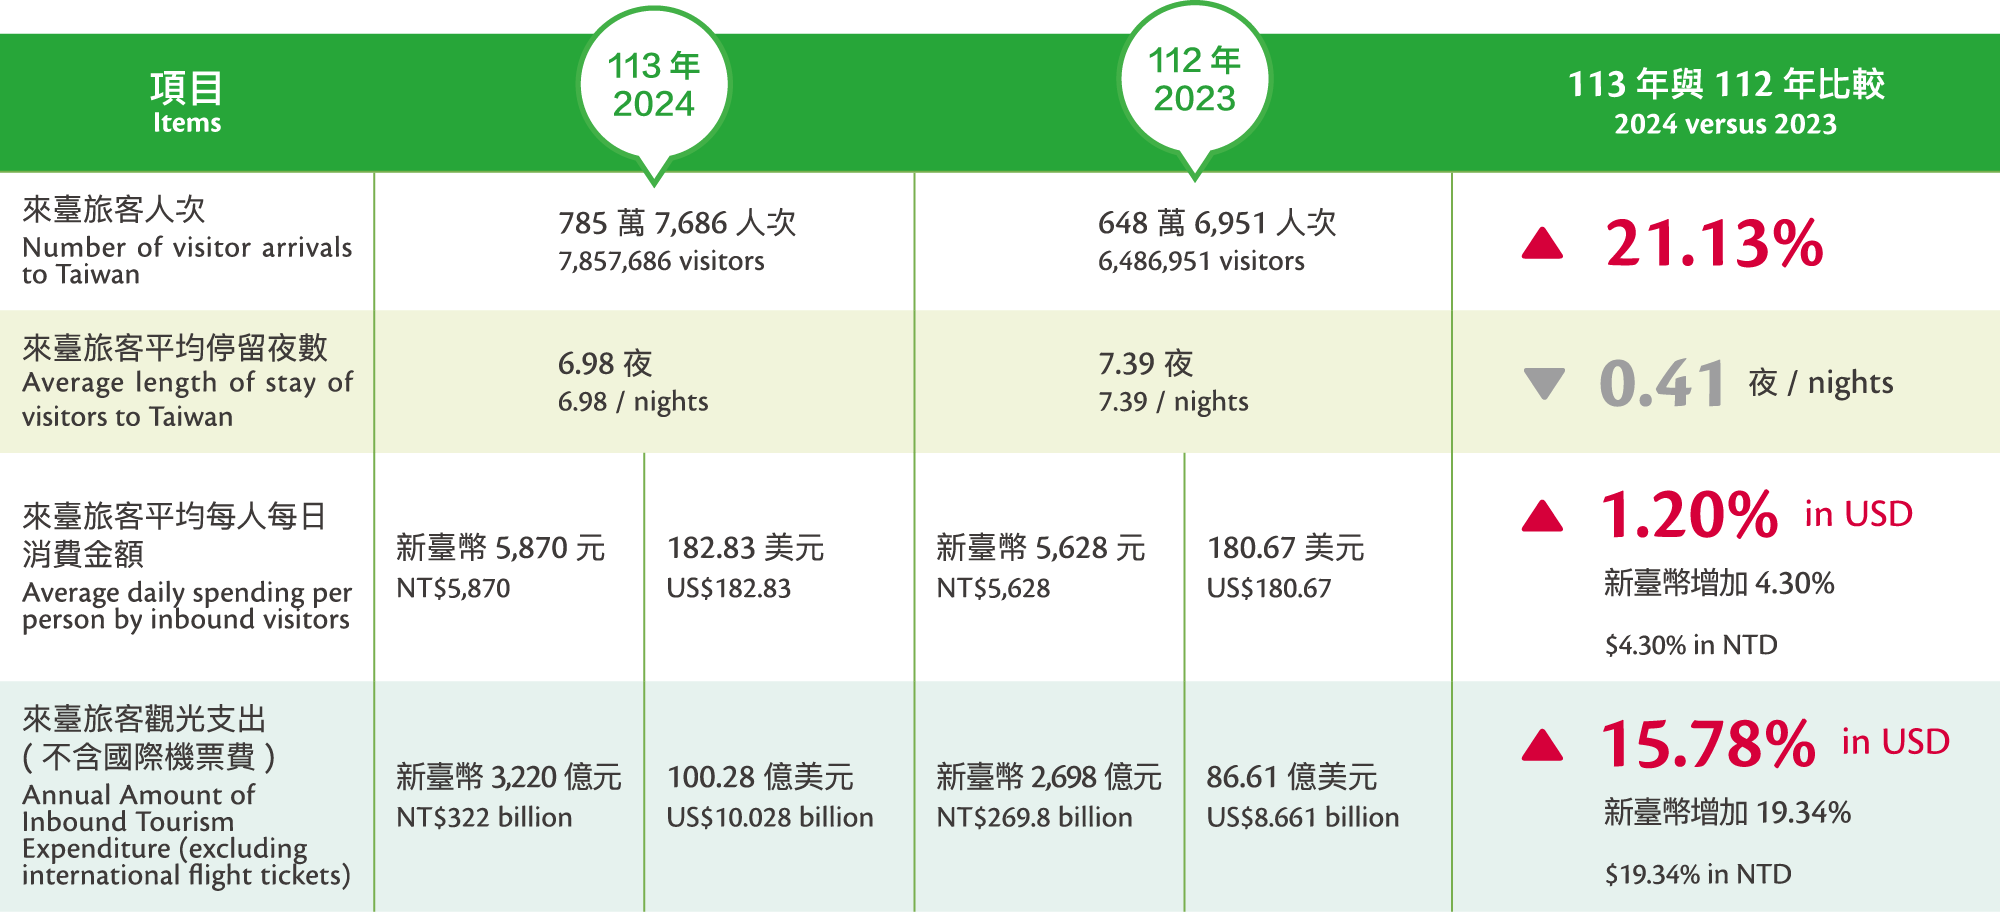 項目
Items
113 年
2024
112 年
2023
113 年與 112 年比較
2024 versus 2023
來臺旅客人次
Number of visitor arrivals
to Taiwan
785 萬 7,686 人次
7,857,686 visitors
648 萬 6,951 人次
6,486,951 visitors
21.13%
來臺旅客平均停留夜數
Average length of stay of
visitors to Taiwan
6.98 夜
6.98 / nights
7.39 夜
7.39 / nights
0.41 夜 / nights
來臺旅客平均每人每日
消費金額
Average daily spending per
person by inbound visitors
新臺幣 5,870 元
NT$5,870
182.83 美元
US$182.83
新臺幣 5,628 元
NT$5,628
180.67 美元
US$180.67
1.20% in USD
新臺幣增加 4.30%
$4.30% in NTD
來臺旅客觀光支出
( 不含國際機票費 )
Annual Amount of
Inbound Tourism
Expenditure (excluding
international flight tickets)
新臺幣 3,220 億元
NT$322 billion
100.28 億美元
US$10.028 billion
新臺幣 2,698 億元
NT$269.8 billion
86.61 億美元
US$8.661 billion
15.78% in USD
新臺幣增加 19.34%
$19.34% in NTD